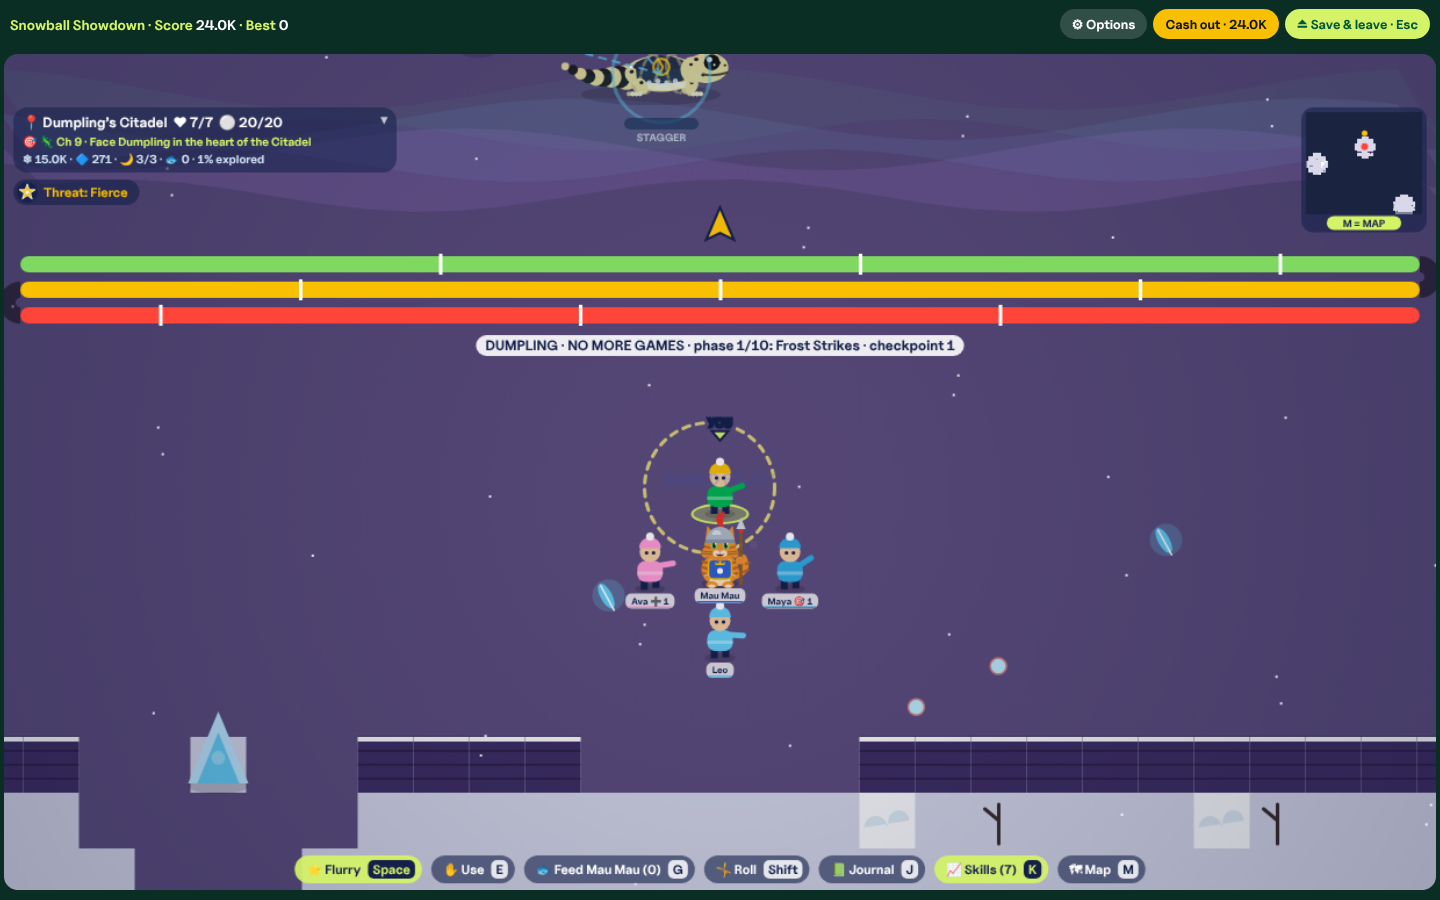 Snowball Showdown · Score 24.0K · Best 0
Options
Cash out · 24.0K
Save & leave · Esc
STAGGER
Dumpling's Citadel 7/7 20/20
Ch 9 · Face Dumpling in the heart of the Citadel
15.0K · 271 · 3/3 · 0 · 1% explored
Threat: Fierce
M = MAP
DUMPLING · NO MORE GAMES · phase 1/10: Frost Strikes · checkpoint 1
Ava 1
Mau Mau
Maya 1
Leo
Flurry Space
Use E
Feed Mau Mau (0) G
Roll Shift
Journal J
Skills (7) K
Map M